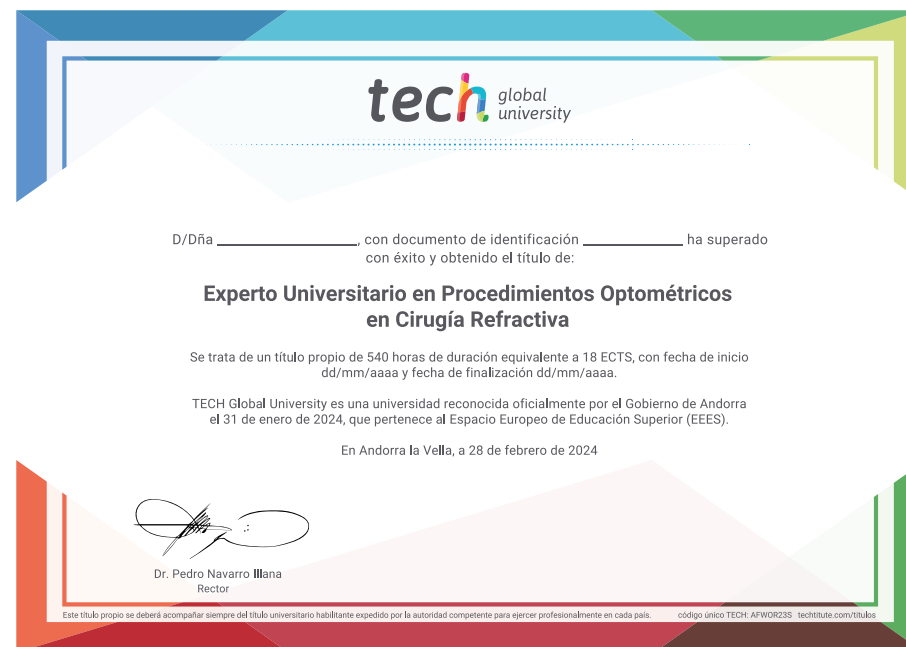 tech global university
D/Dña ____________________, con documento de identificación ______________ ha superado
con éxito y obtenido el título de:
Experto Universitario en Procedimientos Optométricos
en Cirugía Refractiva
Se trata de un título propio de 540 horas de duración equivalente a 18 ECTS, con fecha de inicio
dd/mm/aaaa y fecha de finalización dd/mm/aaaa.
TECH Global University es una universidad reconocida oficialmente por el Gobierno de Andorra
el 31 de enero de 2024, que pertenece al Espacio Europeo de Educación Superior (EEES).
En Andorra la Vella, a 28 de febrero de 2024
Dr. Pedro Navarro Illana
Rector
Este título propio se deberá acompañar siempre del título universitario habilitante expedido por la autoridad competente para ejercer profesionalmente en cada país. código único TECH: AFWOR23S techtitute.com/titulos